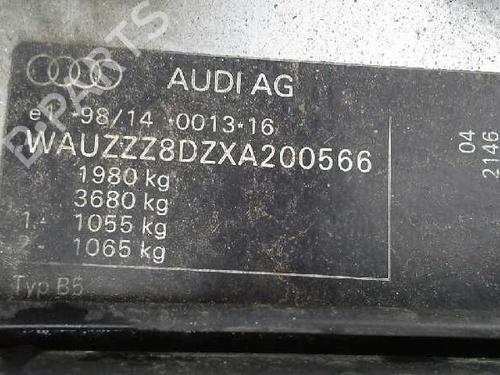 AUDI AG
e1 *98/14 *0013*16
WAUZZZ8DZXA200566
1980 kg
3680 kg
1- 1055 kg
2- 1065 kg
Typ B5
04
2146
B-PARTS